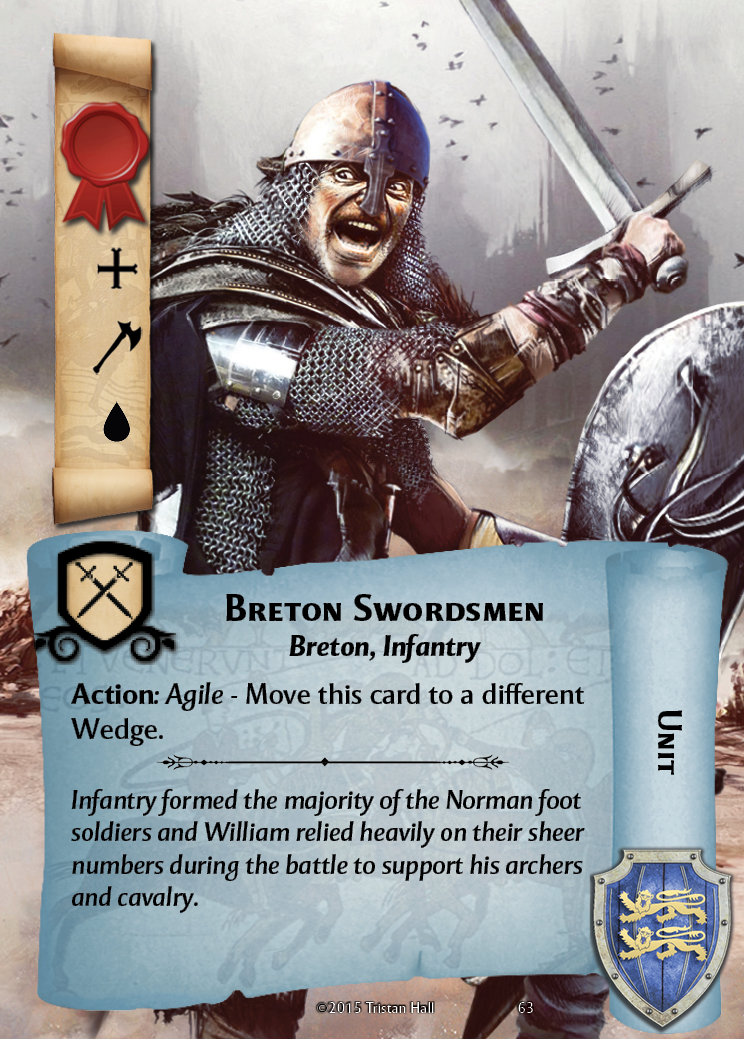 Breton Swordsmen
Breton, Infantry
Action: Agile - Move this card to a different
Wedge.
Infantry formed the majority of the Norman foot
soldiers and William relied heavily on their sheer
numbers during the battle to support his archers
and cavalry.
Unit
©2015 Tristan Hall
63